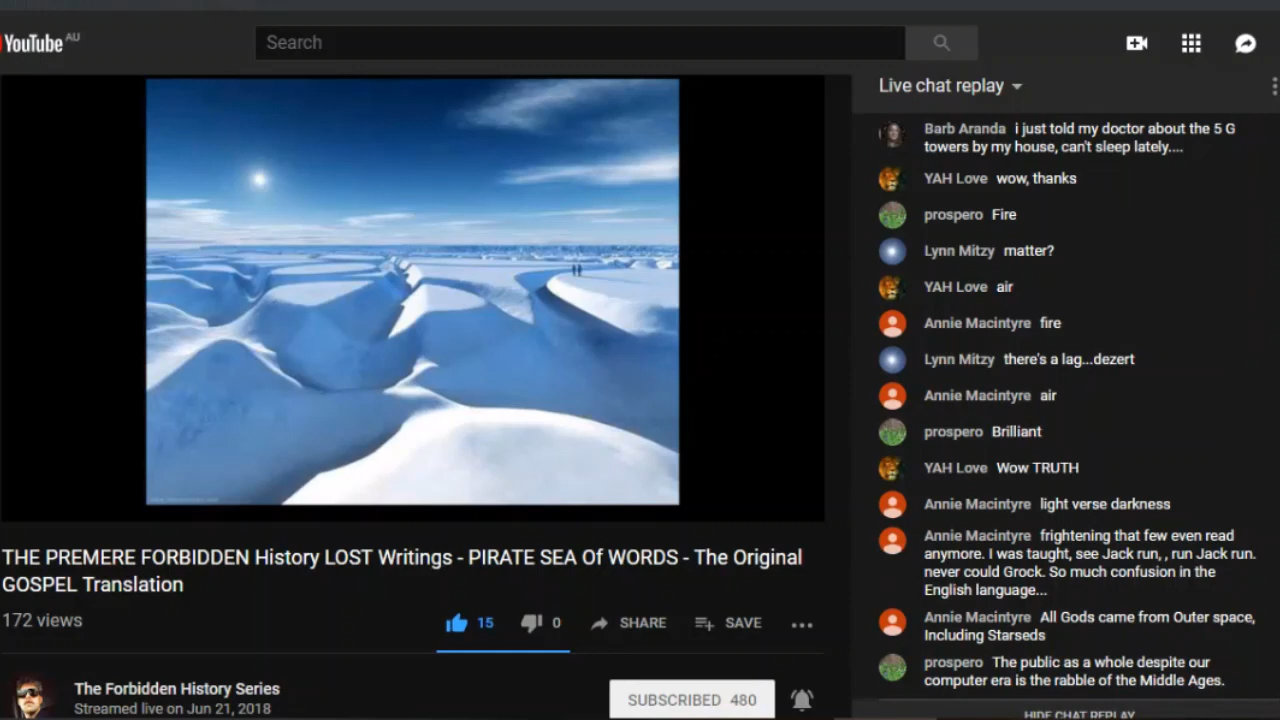 YouTube AU
Search
Live chat replay
Barb Aranda i just told my doctor about the 5 G
towers by my house, can't sleep lately....
YAH Love wow, thanks
prospero Fire
Lynn Mitzy matter?
YAH Love air
Annie Macintyre fire
Lynn Mitzy there's a lag...dezert
Annie Macintyre air
prospero Brilliant
YAH Love Wow TRUTH
Annie Macintyre light verse darkness
Annie Macintyre frightening that few even read
anymore. I was taught, see Jack run, , run Jack run.
never could Grock. So much confusion in the
English language...
Annie Macintyre All Gods came from Outer space,
Including Starseds
prospero The public as a whole despite our
computer era is the rabble of the Middle Ages.
HIDE CHAT REPLAY
THE PREMERE FORBIDDEN History LOST Writings - PIRATE SEA Of WORDS - The Original
GOSPEL Translation
172 views
15
0
SHARE
SAVE
The Forbidden History Series
Streamed live on Jun 21, 2018
SUBSCRIBED 480